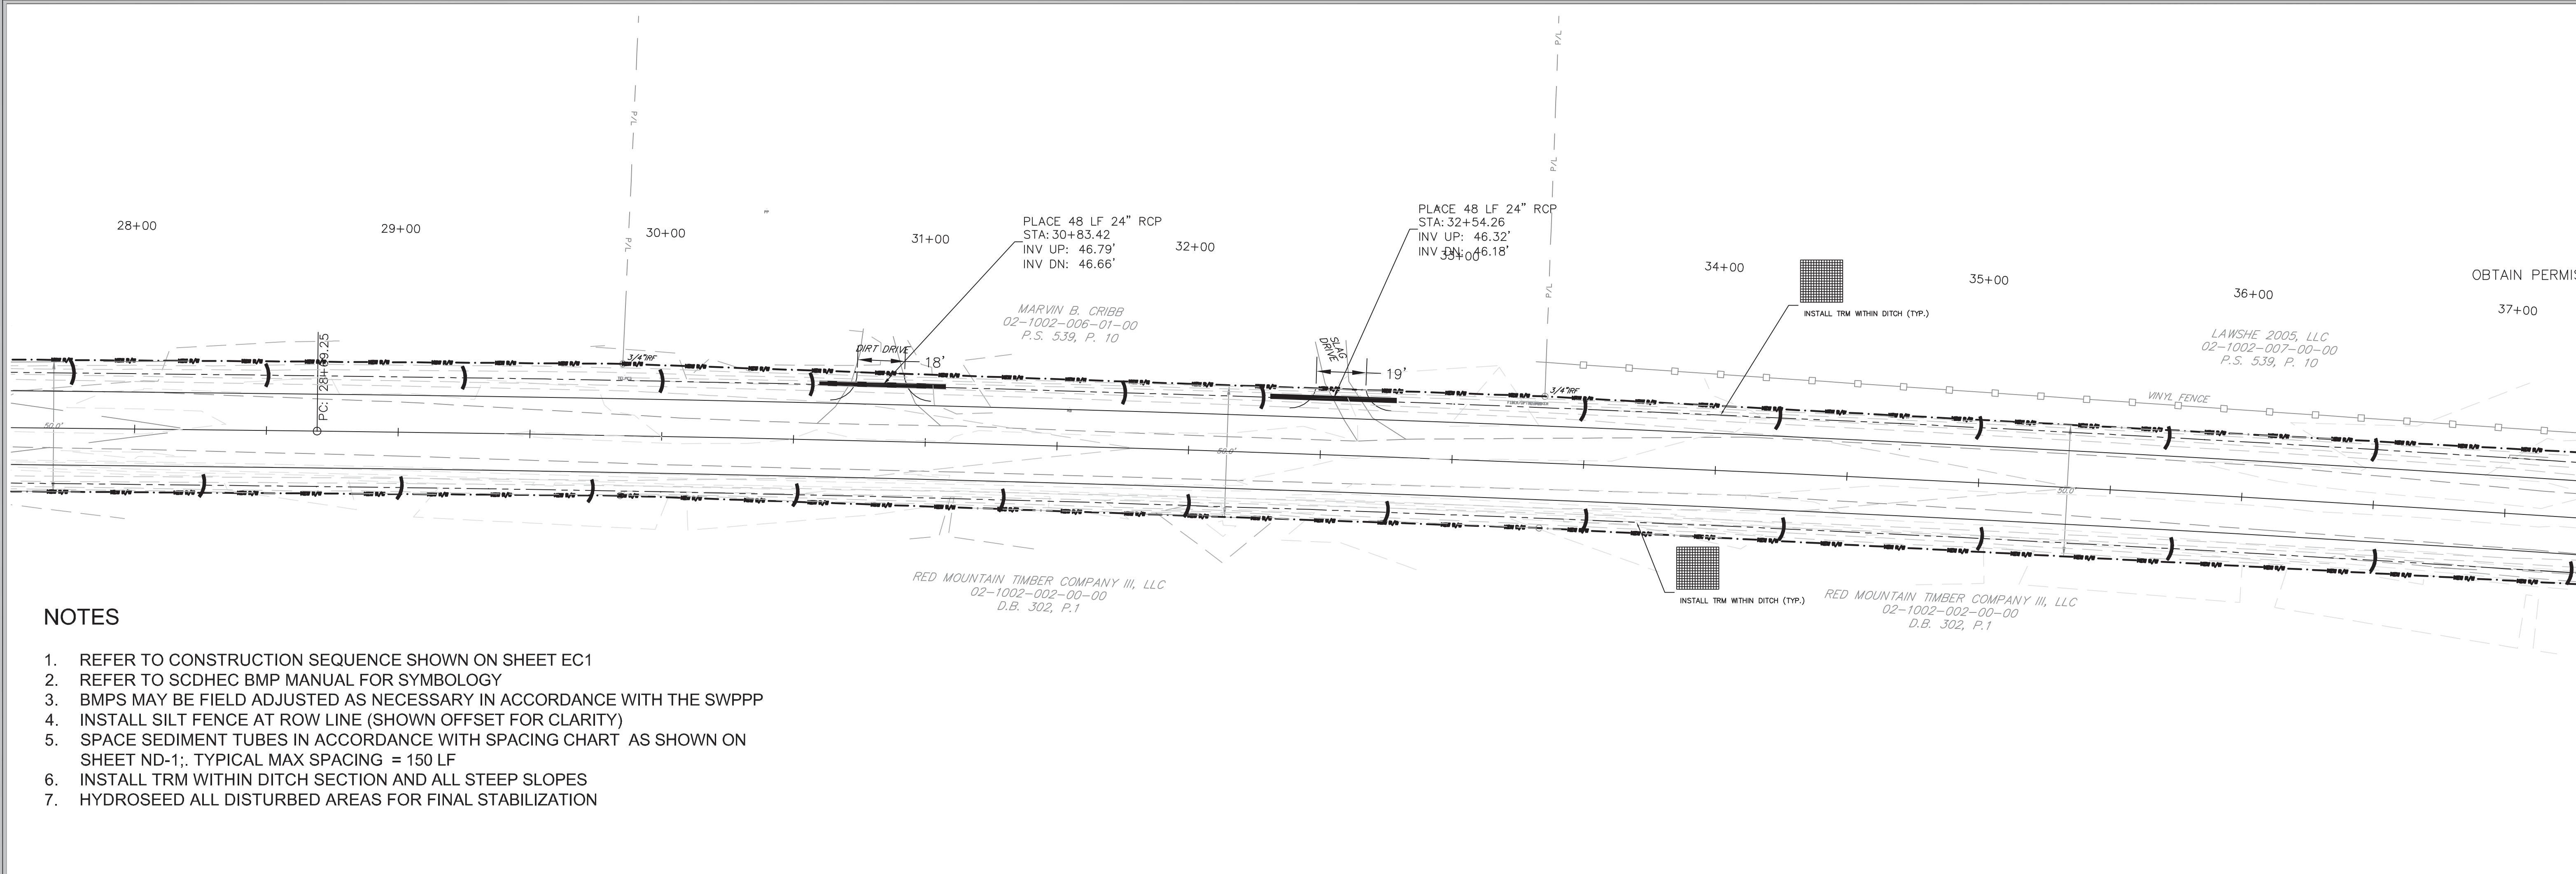 P/L
P/L
P/L
P/L
P/L
P/L
28+00
29+00
30+00
31+00
32+00
33+00
34+00
35+00
36+00
37+00
PLACE 48 LF 24" RCP
STA: 30+83.42
INV UP: 46.79'
INV DN: 46.66'
PLACE 48 LF 24" RCP
STA: 32+54.26
INV UP: 46.32'
INV DN: 46.18'
OBTAIN PERMIS
INSTALL TRM WITHIN DITCH (TYP.)
MARVIN B. CRIBB
02-1002-006-01-00
P.S. 539, P. 10
LAWSHE 2005, LLC
02-1002-007-00-00
P.S. 539, P. 10
VINYL FENCE
3/4"IRF
DIRT DRIVE
18'
SLAG
DRIVE
19'
3/4"IRF
50.0'
50.0'
50.0'
RED MOUNTAIN TIMBER COMPANY III, LLC
02-1002-002-00-00
D.B. 302, P.1
INSTALL TRM WITHIN DITCH (TYP.)
RED MOUNTAIN TIMBER COMPANY III, LLC
02-1002-002-00-00
D.B. 302, P.1
NOTES
1. REFER TO CONSTRUCTION SEQUENCE SHOWN ON SHEET EC1
2. REFER TO SCDHEC BMP MANUAL FOR SYMBOLOGY
3. BMPS MAY BE FIELD ADJUSTED AS NECESSARY IN ACCORDANCE WITH THE SWPPP
4. INSTALL SILT FENCE AT ROW LINE (SHOWN OFFSET FOR CLARITY)
5. SPACE SEDIMENT TUBES IN ACCORDANCE WITH SPACING CHART AS SHOWN ON
SHEET ND-1;. TYPICAL MAX SPACING = 150 LF
6. INSTALL TRM WITHIN DITCH SECTION AND ALL STEEP SLOPES
7. HYDROSEED ALL DISTURBED AREAS FOR FINAL STABILIZATION